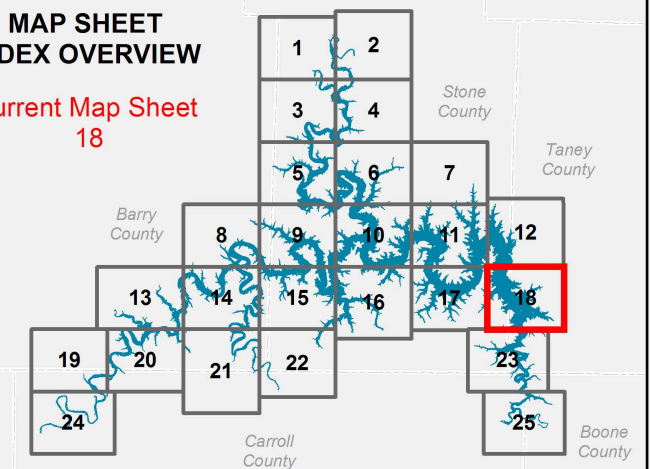 MAP SHEET
DEX OVERVIEW
urrent Map Sheet
18
1
2
Stone
County
3
4
Taney
County
5
6
7
Barry
County
8
9
10
11
12
13
14
15
16
17
18
19
20
21
22
23
24
25
Carroll
County
Boone
County